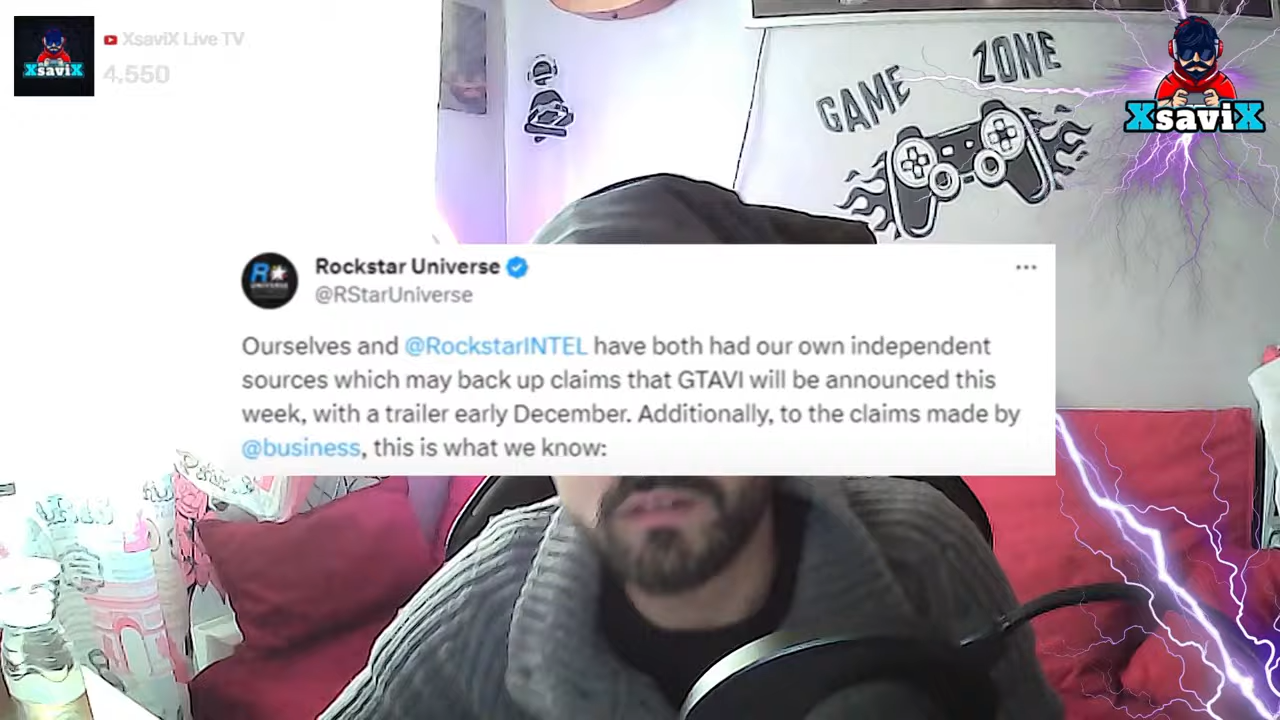 XsaviX
XsaviX Live TV
4.550
GAME ZONE
XsaviX
Rockstar Universe
@RStarUniverse
Ourselves and @RockstarINTEL have both had our own independent
sources which may back up claims that GTAVI will be announced this
week, with a trailer early December. Additionally, to the claims made by
@business, this is what we know: